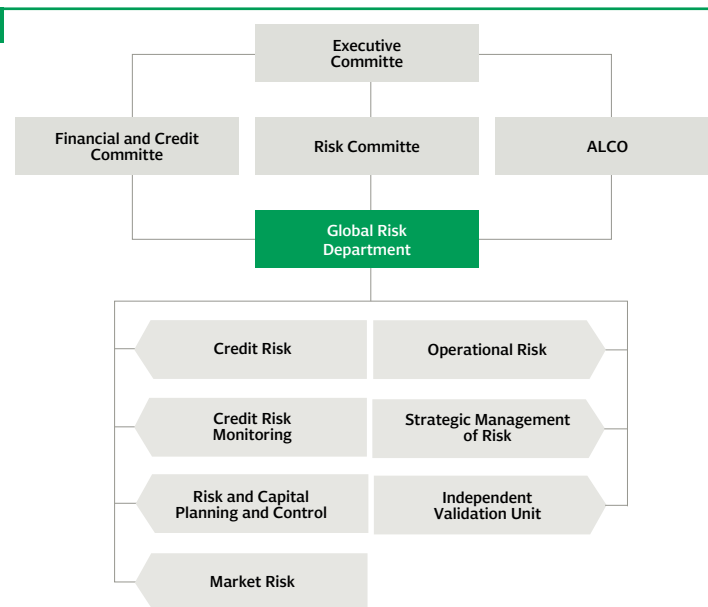 Executive
Committe
Financial and Credit
Committe
Risk Committe
ALCO
Global Risk
Department
Credit Risk
Operational Risk
Credit Risk
Monitoring
Strategic Management
of Risk
Risk and Capital
Planning and Control
Independent
Validation Unit
Market Risk